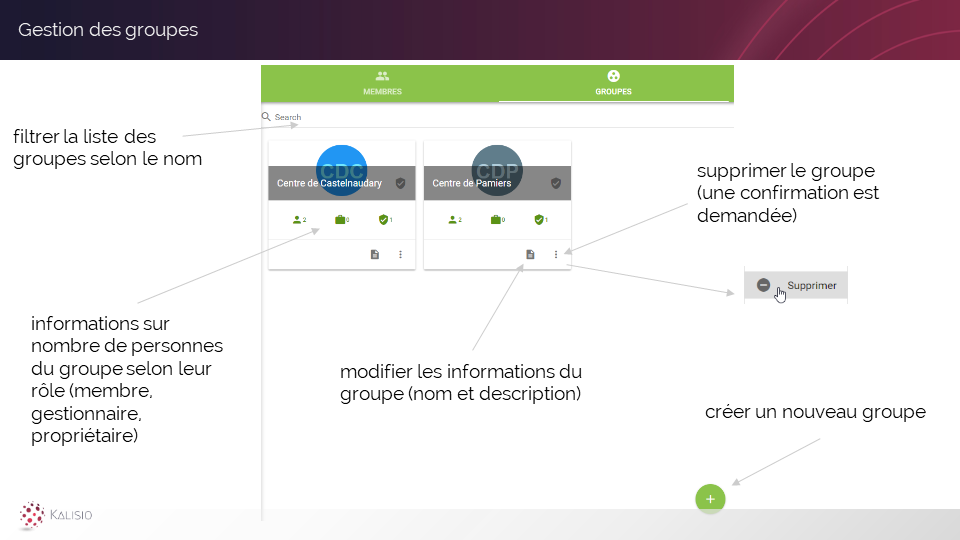 Gestion des groupes
MEMBRES
GROUPES
Search
filtrer la liste des
groupes selon le nom
CDC
Centre de Castelnaudary
2
0
1
CDP
Centre de Pamiers
2
0
1
supprimer le groupe
(une confirmation est
demandée)
Supprimer
informations sur
nombre de personnes
du groupe selon leur
rôle (membre,
gestionnaire,
propriétaire)
modifier les informations du
groupe (nom et description)
créer un nouveau groupe
+
KALISIO